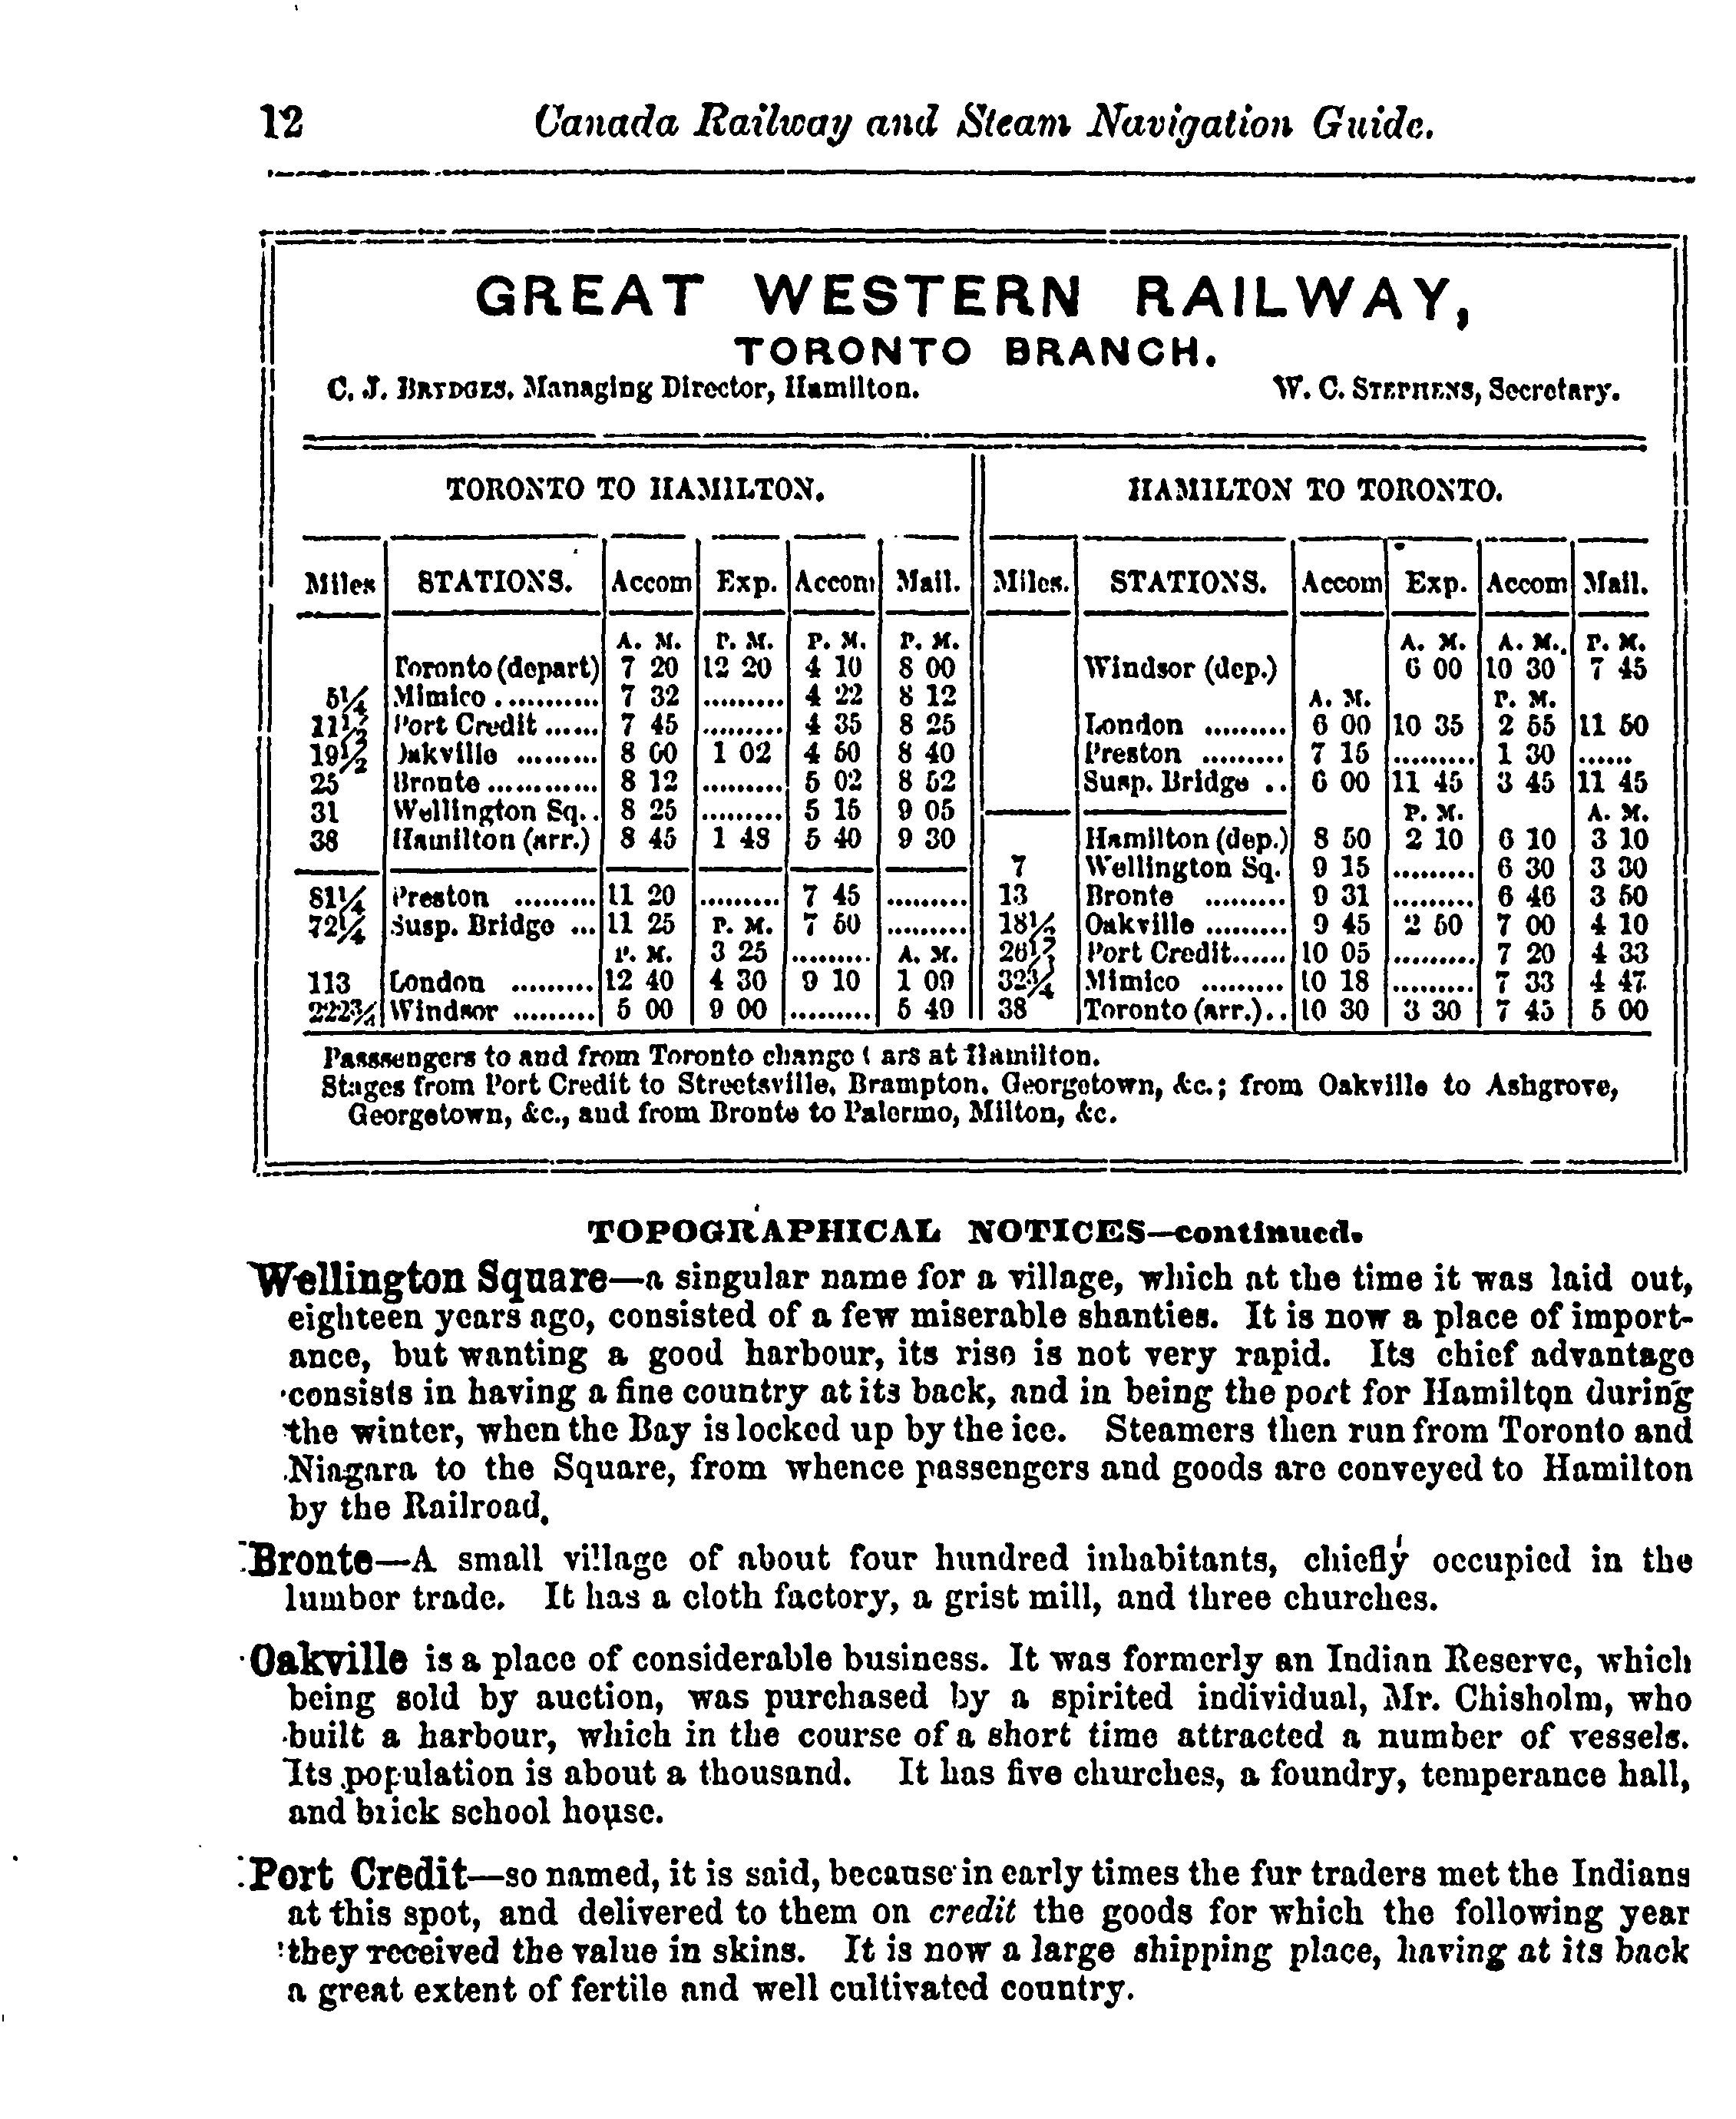 12 Canada Railway and Steam Navigation Guide.
GREAT WESTERN RAILWAY,
TORONTO BRANCH.
C. J. BRYDGES, Managing Director, Hamilton. W. C. STEPHENS, Secretary.
TORONTO TO HAMILTON. HAMILTON TO TORONTO.
Miles STATIONS. Accom Exp. Accom Mail. Miles. STATIONS. Accom Exp. Accom Mail.
A. M. P. M. P. M. P. M. A. M. A. M. P. M.
Toronto (depart) 7 20 12 20 4 10 8 00 Windsor (dep.) 6 00 10 30 7 45
5¼ Mimico ............ 7 32 ......... 4 22 8 12 A. M. P. M.
11½ Port Credit ...... 7 45 ......... 4 35 8 25 London ......... 6 00 10 35 2 55 11 50
19½ Oakville ......... 8 00 1 02 4 50 8 40 Preston ......... 7 15 ......... 1 30 ......
25 Bronte ............. 8 12 ......... 5 02 8 52 Susp. Bridge .. 6 00 11 45 3 45 11 45
31 Wellington Sq.. 8 25 ......... 5 15 9 05 P. M. A. M.
38 Hamilton (arr.) 8 45 1 48 5 40 9 30 Hamilton (dep.) 8 50 2 10 6 10 3 10
7 Wellington Sq. 9 15 ......... 6 30 3 30
81¼ Preston ......... 11 20 ......... 7 45 ......... 13 Bronte ......... 9 31 ......... 6 46 3 50
72¼ Susp. Bridge ... 11 25 P. M. 7 50 ......... 18¼ Oakville ......... 9 45 2 50 7 00 4 10
P. M. 3 25 ......... A. M. 26½ Port Credit...... 10 05 ......... 7 20 4 33
113 London ......... 12 40 4 30 9 10 1 09 32¾ Mimico ......... 10 18 ......... 7 33 4 47
222¾ Windsor ......... 5 00 9 00 ......... 5 49 38 Toronto (arr.).. 10 30 3 30 7 45 5 00
Passsengers to and from Toronto change Cars at Hamilton.
Stages from Port Credit to Streetsville, Brampton, Georgetown, &c.; from Oakville to Ashgrove,
Georgetown, &c., and from Bronte to Palermo, Milton, &c.
TOPOGRAPHICAL NOTICES—continued.
Wellington Square—a singular name for a village, which at the time it was laid out,
eighteen years ago, consisted of a few miserable shanties. It is now a place of import-
ance, but wanting a good harbour, its rise is not very rapid. Its chief advantage
consists in having a fine country at its back, and in being the port for Hamilton during
the winter, when the Bay is locked up by the ice. Steamers then run from Toronto and
Niagara to the Square, from whence passengers and goods are conveyed to Hamilton
by the Railroad.
Bronte—A small village of about four hundred inhabitants, chiefly occupied in the
lumber trade. It has a cloth factory, a grist mill, and three churches.
Oakville is a place of considerable business. It was formerly an Indian Reserve, which
being sold by auction, was purchased by a spirited individual, Mr. Chisholm, who
built a harbour, which in the course of a short time attracted a number of vessels.
Its population is about a thousand. It has five churches, a foundry, temperance hall,
and brick school house.
Port Credit—so named, it is said, because in early times the fur traders met the Indians
at this spot, and delivered to them on credit the goods for which the following year
they received the value in skins. It is now a large shipping place, having at its back
a great extent of fertile and well cultivated country.